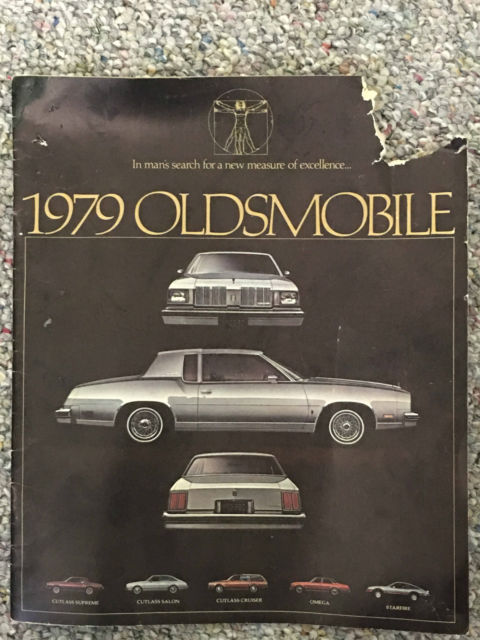 In man's search for a new measure of excellence...
1979 OLDSMOBILE
CUTLASS SUPREME
CUTLASS SALON
CUTLASS CRUISER
OMEGA
STARFIRE